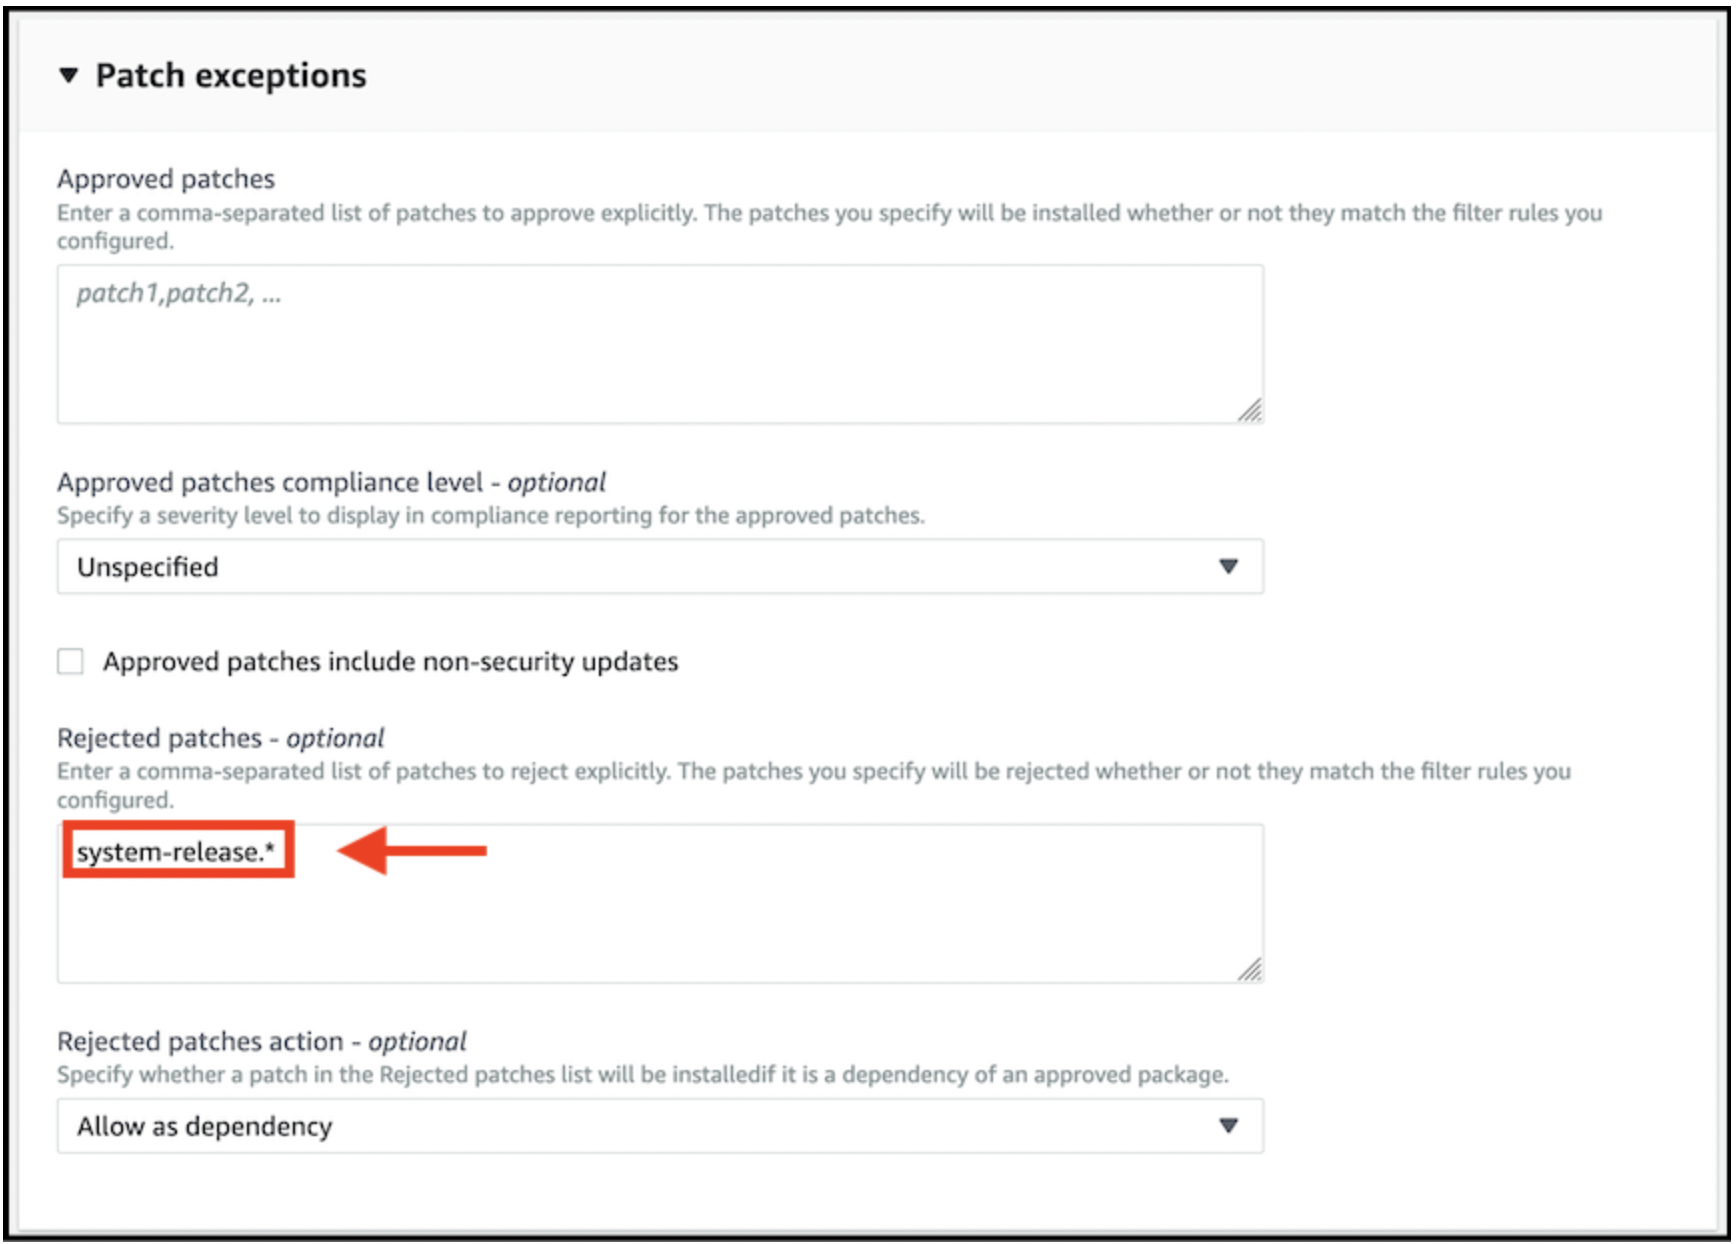 Patch exceptions
Approved patches
Enter a comma-separated list of patches to approve explicitly. The patches you specify will be installed whether or not they match the filter rules you
configured.
patch1,patch2, ...
Approved patches compliance level - optional
Specify a severity level to display in compliance reporting for the approved patches.
Unspecified
Approved patches include non-security updates
Rejected patches - optional
Enter a comma-separated list of patches to reject explicitly. The patches you specify will be rejected whether or not they match the filter rules you
configured.
system-release.*
Rejected patches action - optional
Specify whether a patch in the Rejected patches list will be installedif it is a dependency of an approved package.
Allow as dependency